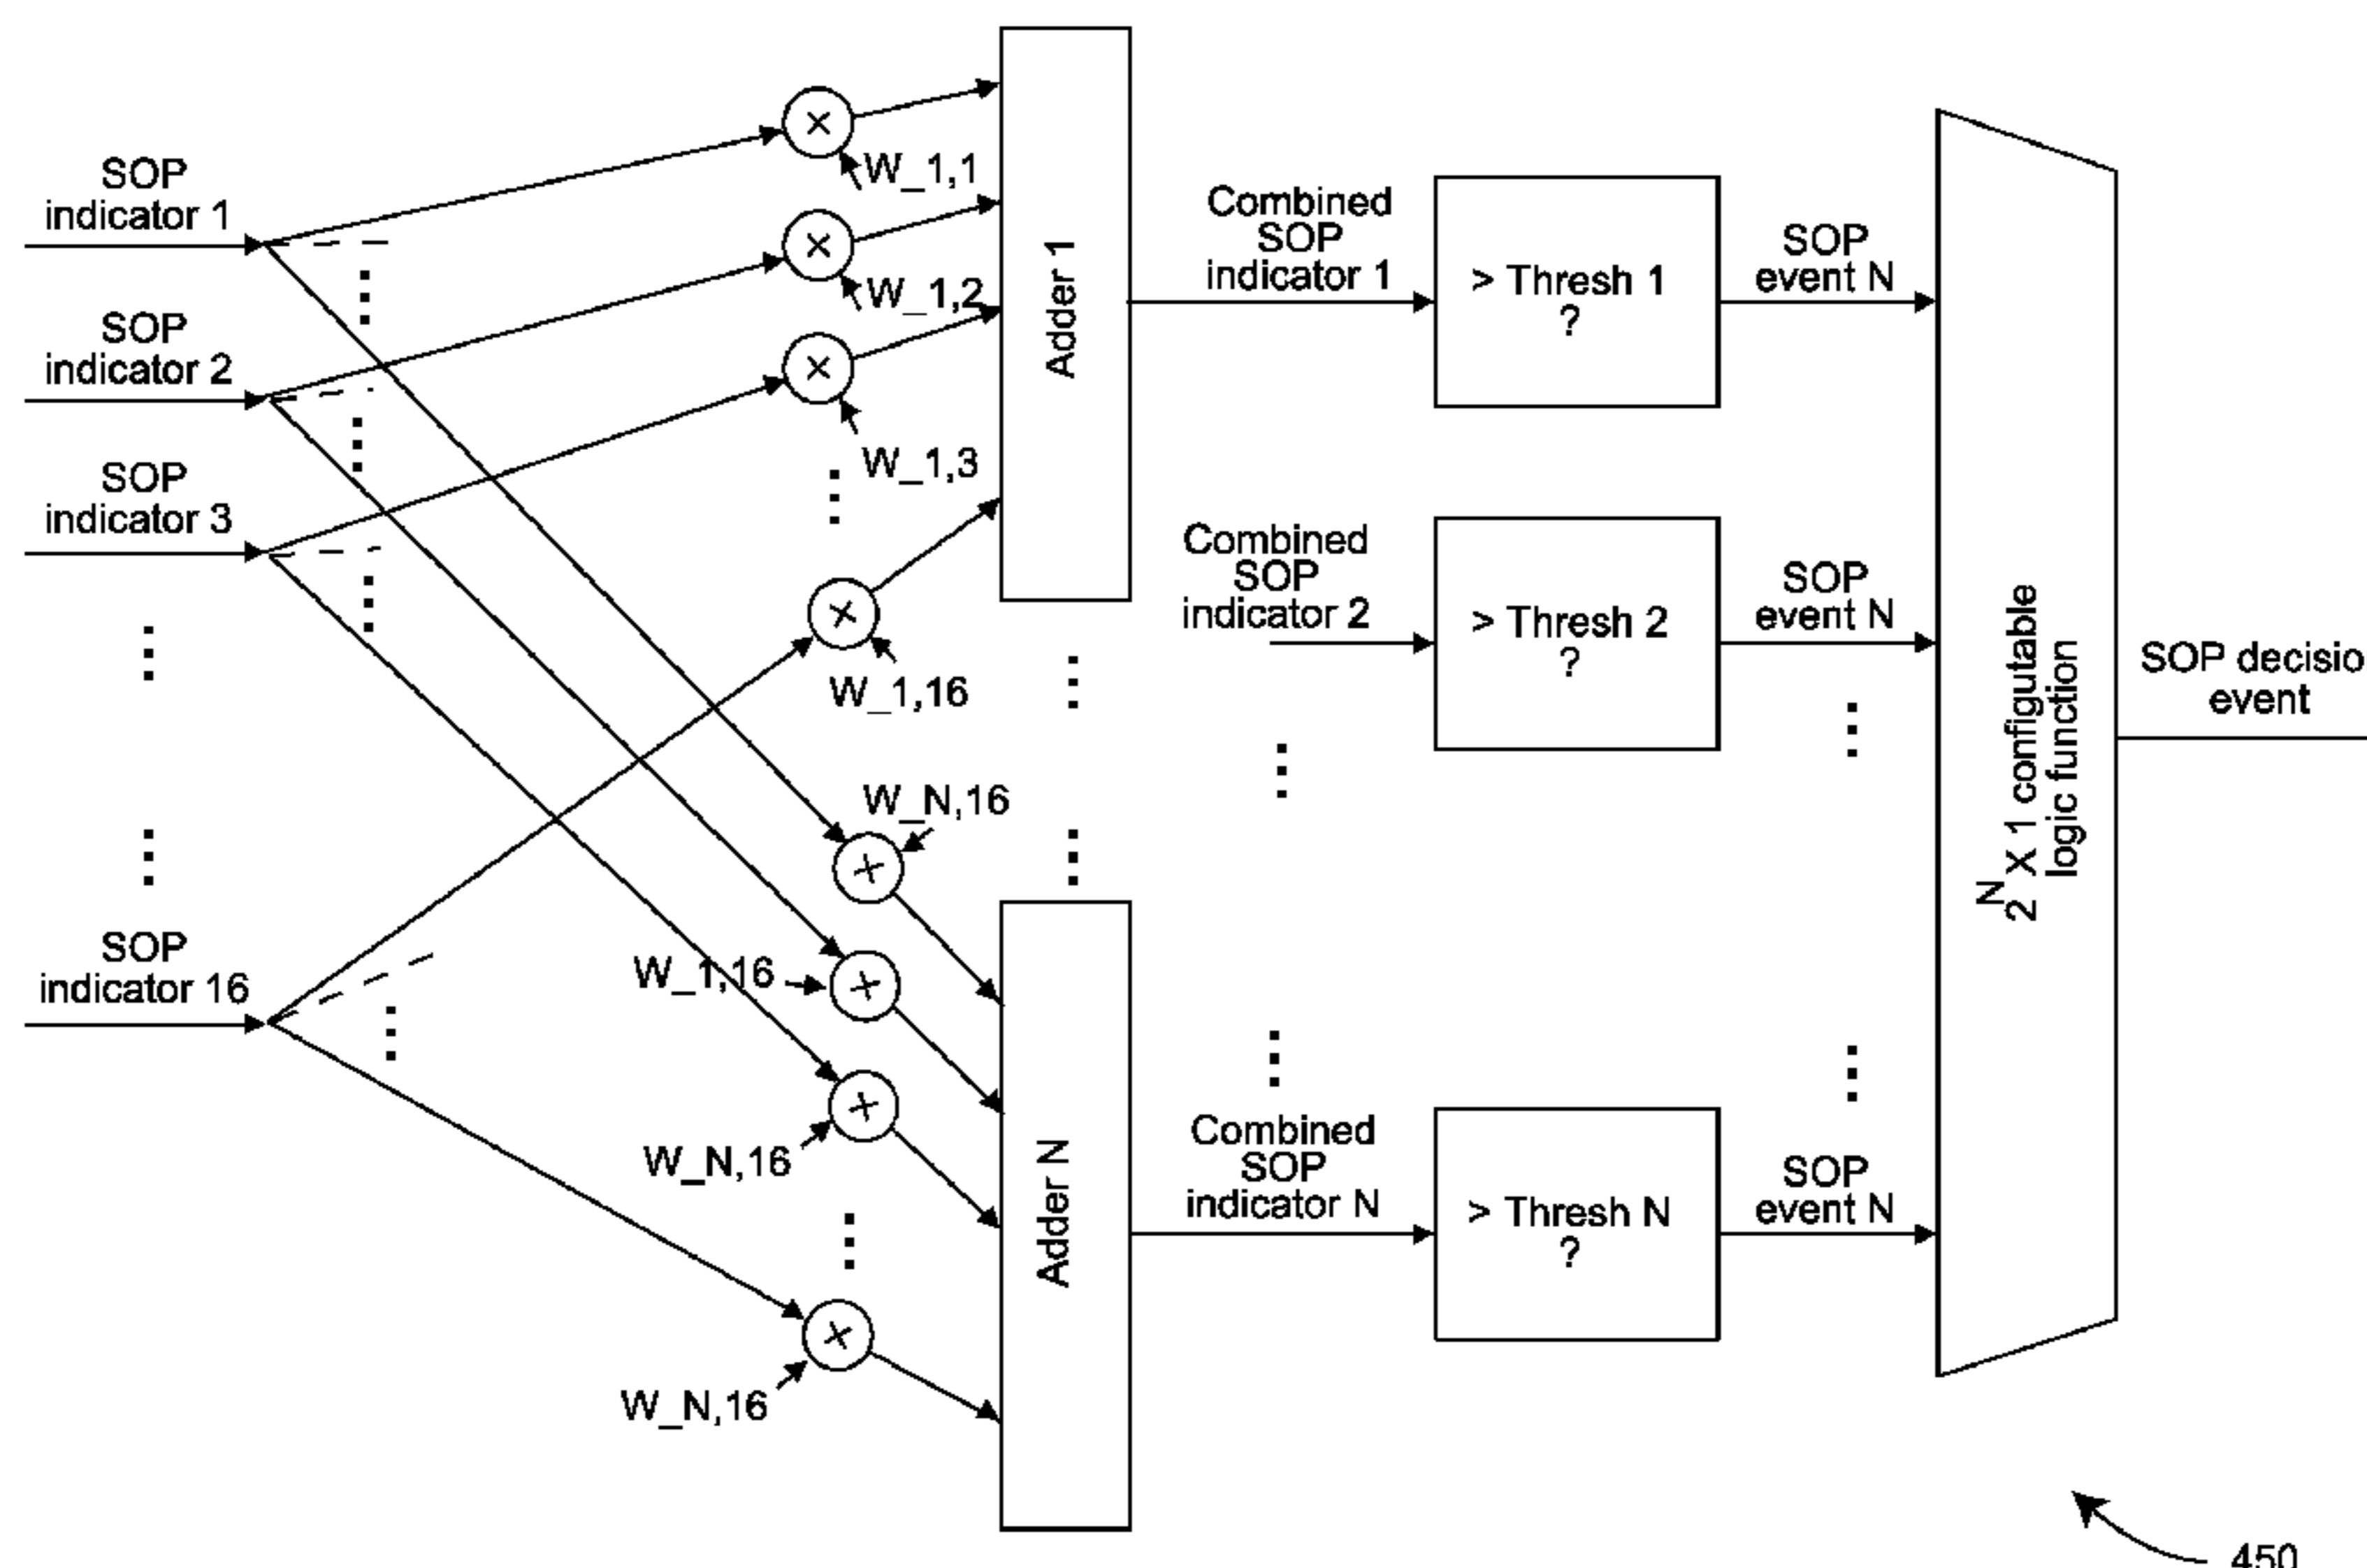 SOP
indicator 1
SOP
indicator 2
SOP
indicator 3
SOP
indicator 16
×
W_1,1
×
W_1,2
×
W_1,3
×
W_1,16
W_N,16
+
W_1,16
+
W_N,16
+
W_N,16
×
Adder 1
Adder N
Combined
SOP
indicator 1
> Thresh 1
?
SOP
event N
Combined
SOP
indicator 2
> Thresh 2
?
SOP
event N
Combined
SOP
indicator N
> Thresh N
?
SOP
event N
2^N X 1 configutable
logic function
SOP decisio
event
450